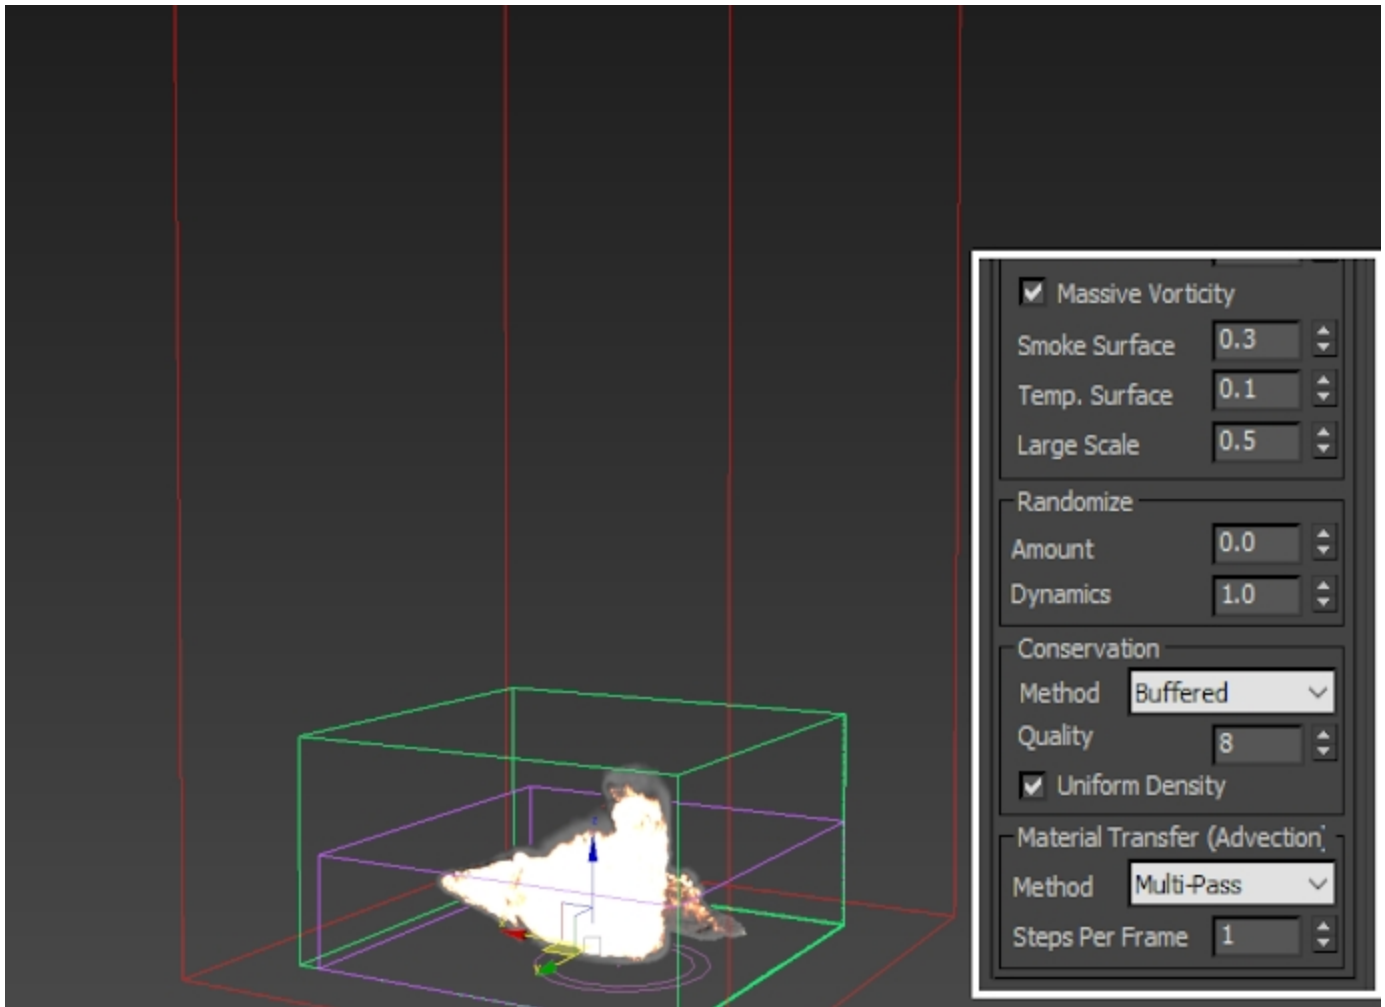 Massive Vorticity
Smoke Surface 0.3
Temp. Surface 0.1
Large Scale 0.5
Randomize
Amount 0.0
Dynamics 1.0
Conservation
Method Buffered
Quality 8
Uniform Density
Material Transfer (Advection)
Method Multi-Pass
Steps Per Frame 1
z
x
y